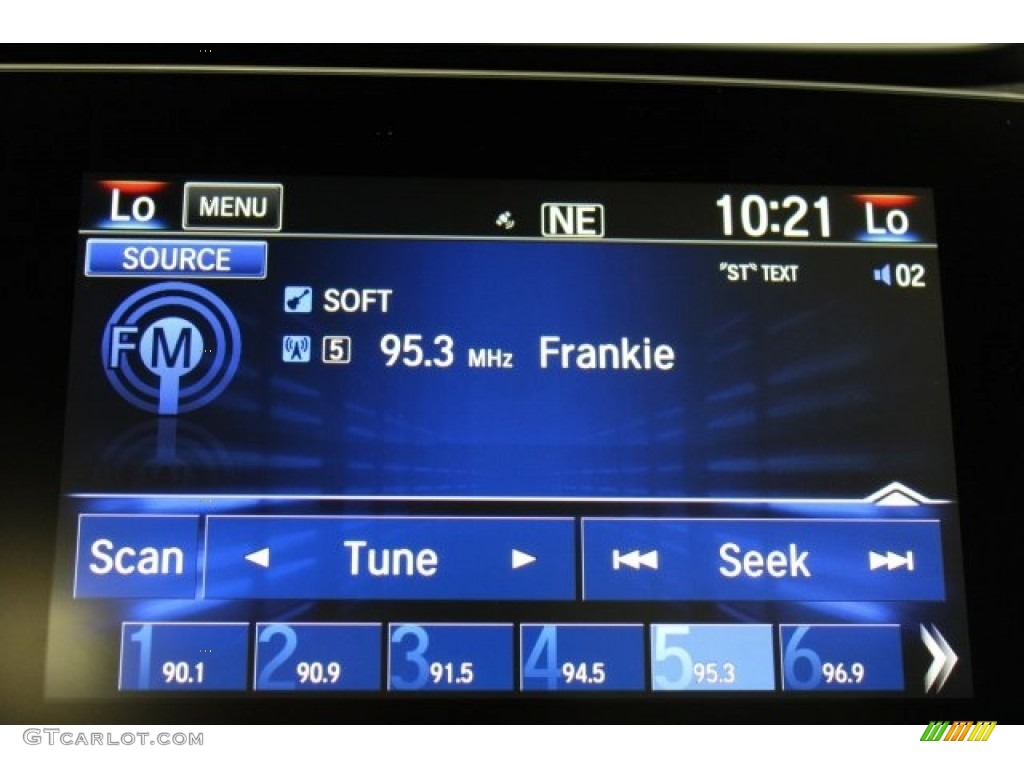 Lo MENU NE 10:21 Lo
SOURCE "ST" TEXT 02
FM SOFT
5 95.3 MHz Frankie
Scan Tune Seek
1 90.1 2 90.9 3 91.5 4 94.5 5 95.3 6 96.9
GTCARLOT.COM